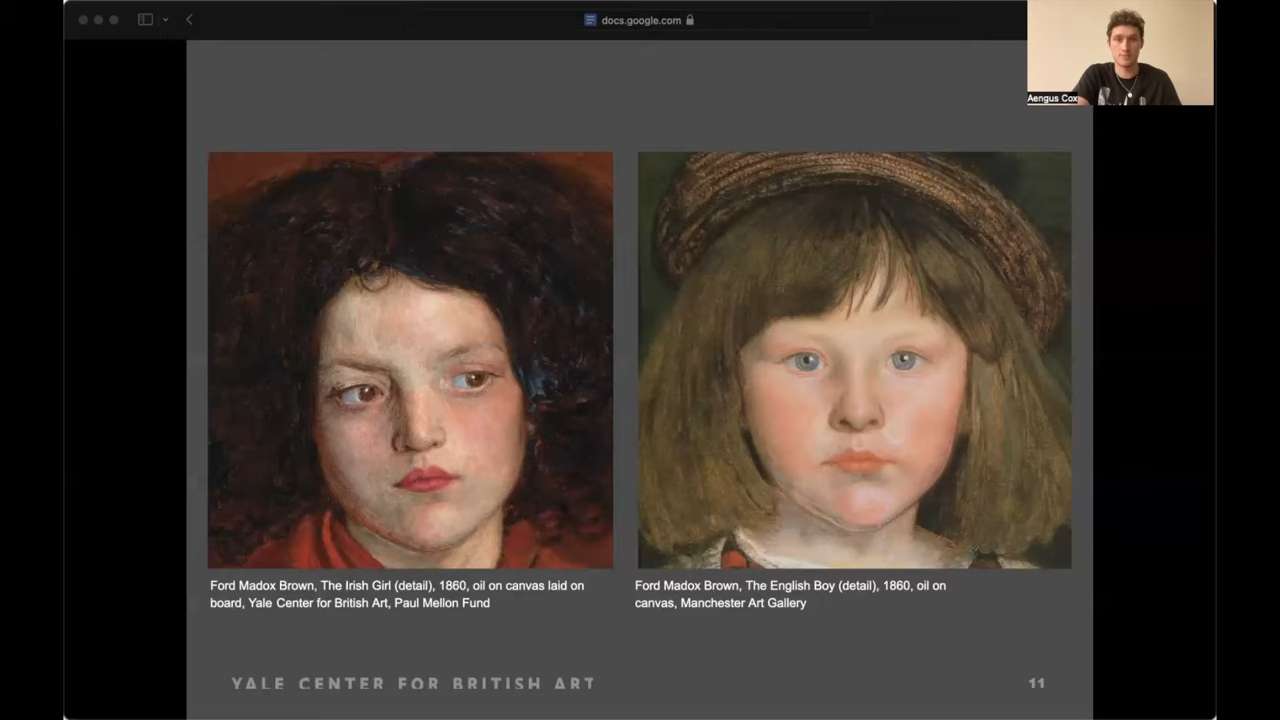 docs.google.com
Aengus Cox
Ford Madox Brown, The Irish Girl (detail), 1860, oil on canvas laid on
board, Yale Center for British Art, Paul Mellon Fund
Ford Madox Brown, The English Boy (detail), 1860, oil on
canvas, Manchester Art Gallery
YALE CENTER FOR BRITISH ART
11